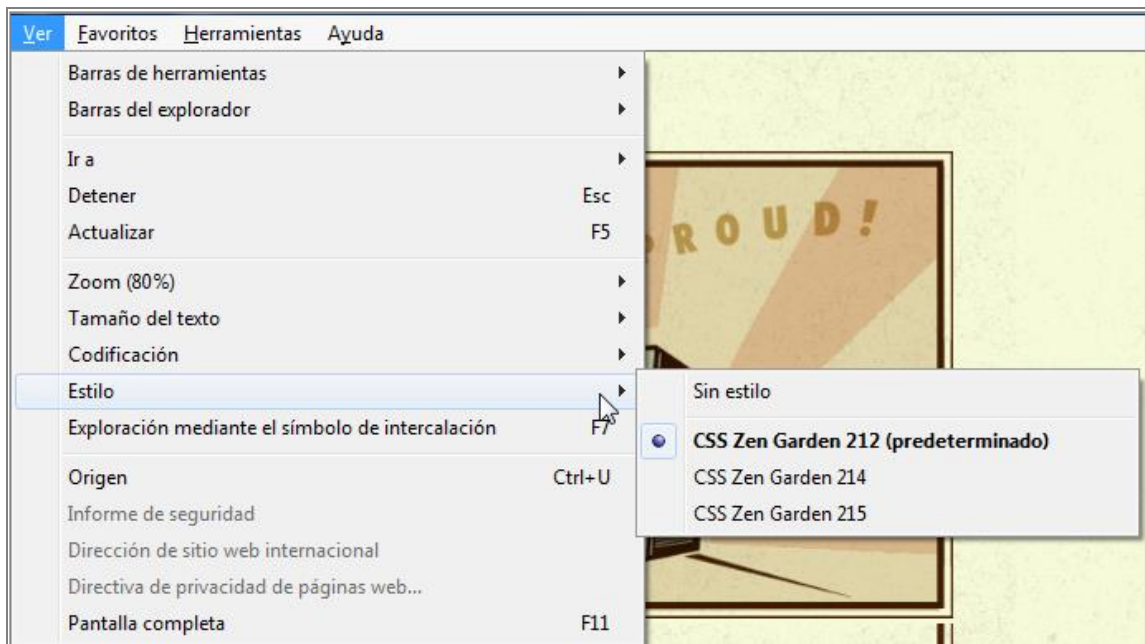 Ver Favoritos Herramientas Ayuda
Barras de herramientas
Barras del explorador
Ir a
Detener Esc
Actualizar F5
Zoom (80%)
Tamaño del texto
Codificación
Estilo
Sin estilo
Exploración mediante el símbolo de intercalación F7
CSS Zen Garden 212 (predeterminado)
Origen Ctrl+U
CSS Zen Garden 214
Informe de seguridad
CSS Zen Garden 215
Dirección de sitio web internacional
Directiva de privacidad de páginas web...
Pantalla completa F11
PROUD!